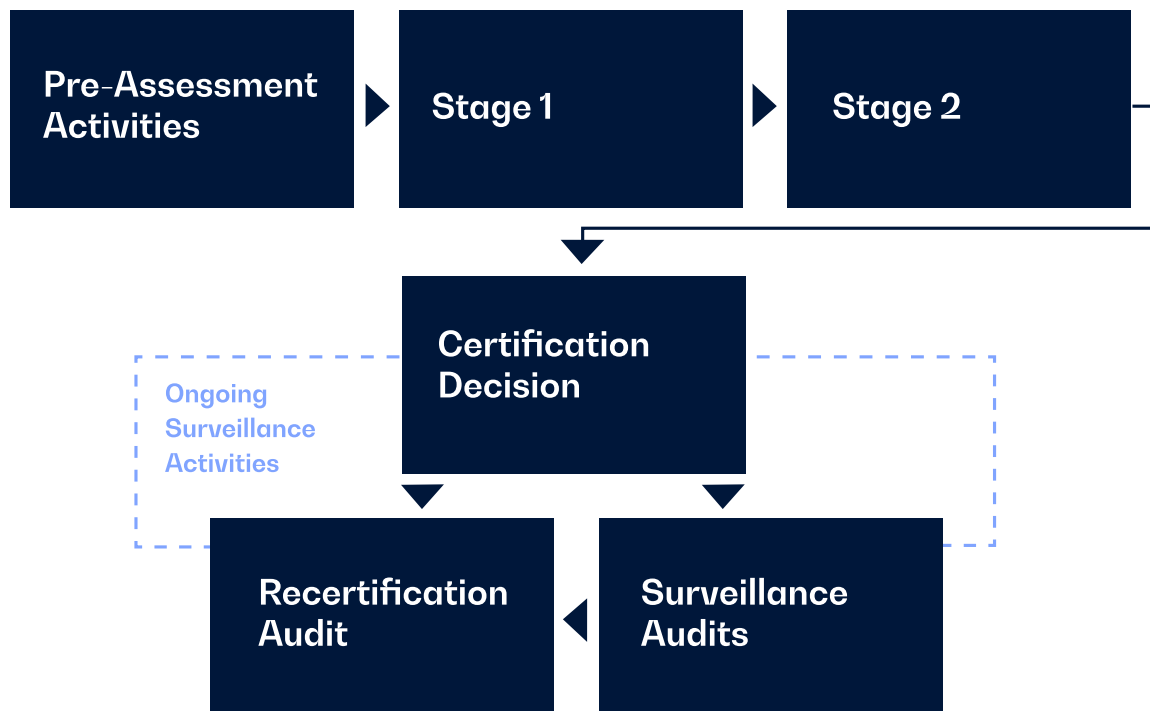 Pre-Assessment
Activities
Stage 1
Stage 2
Certification
Decision
Ongoing
Surveillance
Activities
Recertification
Audit
Surveillance
Audits